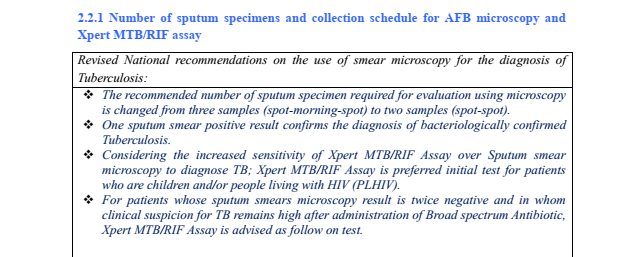 2.2.1 Number of sputum specimens and collection schedule for AFB microscopy and
Xpert MTB/RIF assay
Revised National recommendations on the use of smear microscopy for the diagnosis of
Tuberculosis:
❖ The recommended number of sputum specimen required for evaluation using microscopy
is changed from three samples (spot-morning-spot) to two samples (spot-spot).
❖ One sputum smear positive result confirms the diagnosis of bacteriologically confirmed
Tuberculosis.
❖ Considering the increased sensitivity of Xpert MTB/RIF Assay over Sputum smear
microscopy to diagnose TB; Xpert MTB/RIF Assay is preferred initial test for patients
who are children and/or people living with HIV (PLHIV).
❖ For patients whose sputum smears microscopy result is twice negative and in whom
clinical suspicion for TB remains high after administration of Broad spectrum Antibiotic,
Xpert MTB/RIF Assay is advised as follow on test.